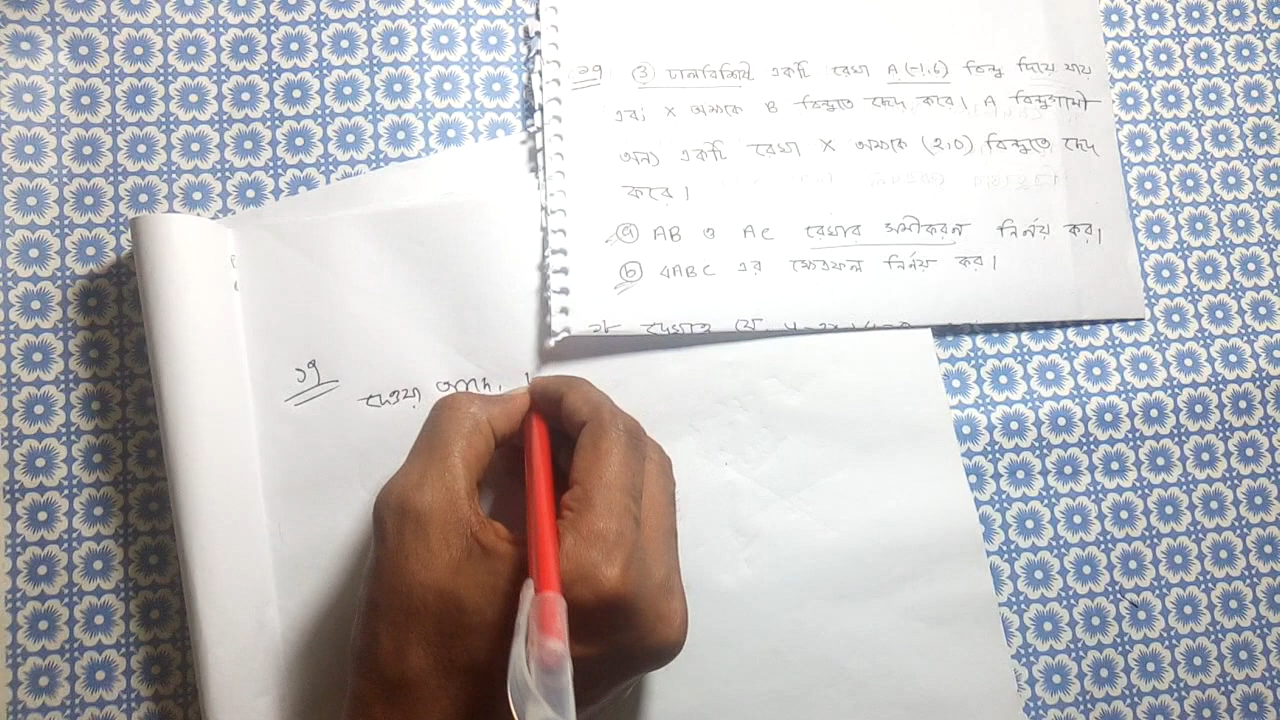 ১৭ ③ ঢালবিশিষ্ট একটি রেখা A(-1,6) বিন্দু দিয়ে যায়
এবং X অক্ষকে B বিন্দুতে ছেদ করে। A বিন্দুগামী
অন্য একটি রেখা X অক্ষকে (2,0) বিন্দুতে ছেদ
করে।
ⓐ AB ও AC রেখার সমীকরণ নির্ণয় কর।
ⓑ ΔABC এর ক্ষেত্রফল নির্ণয় কর।
১৮ দেখাও যে,
১৭
দেওয়া আছে,